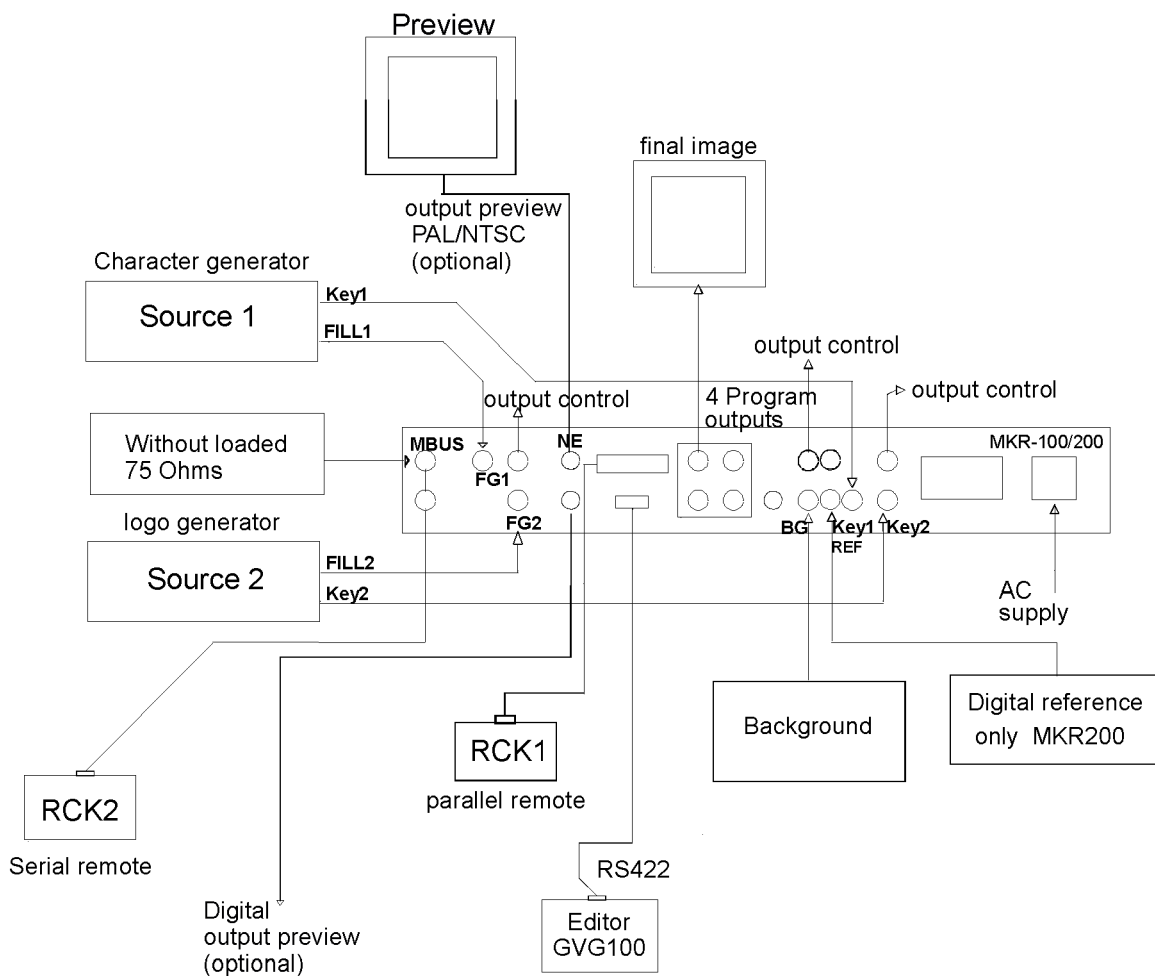 Preview
final image
output preview
PAL/NTSC
(optional)
Character generator
Source 1
Key1
FILL1
output control
output control
output control
4 Program
outputs
Without loaded
75 Ohms
MBUS
FG1
NE
MKR-100/200
FG2
BG
Key1
REF
Key2
logo generator
Source 2
FILL2
Key2
AC
supply
Background
Digital reference
only MKR200
RCK1
parallel remote
RCK2
Serial remote
RS422
Digital
output preview
(optional)
Editor
GVG100